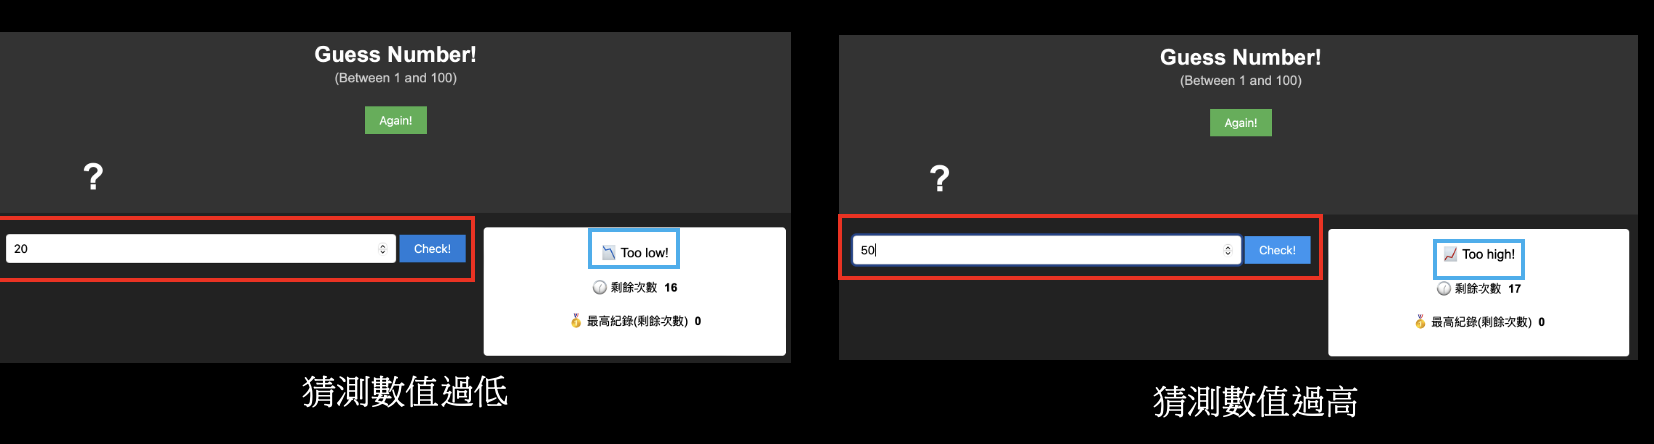 Guess Number!
(Between 1 and 100)
Again!
?
20
Check!
📉 Too low!
剩餘次數 16
🥇 最高紀錄(剩餘次數) 0
猜測數值過低
Guess Number!
(Between 1 and 100)
Again!
?
50
Check!
📈 Too high!
剩餘次數 17
🥇 最高紀錄(剩餘次數) 0
猜測數值過高